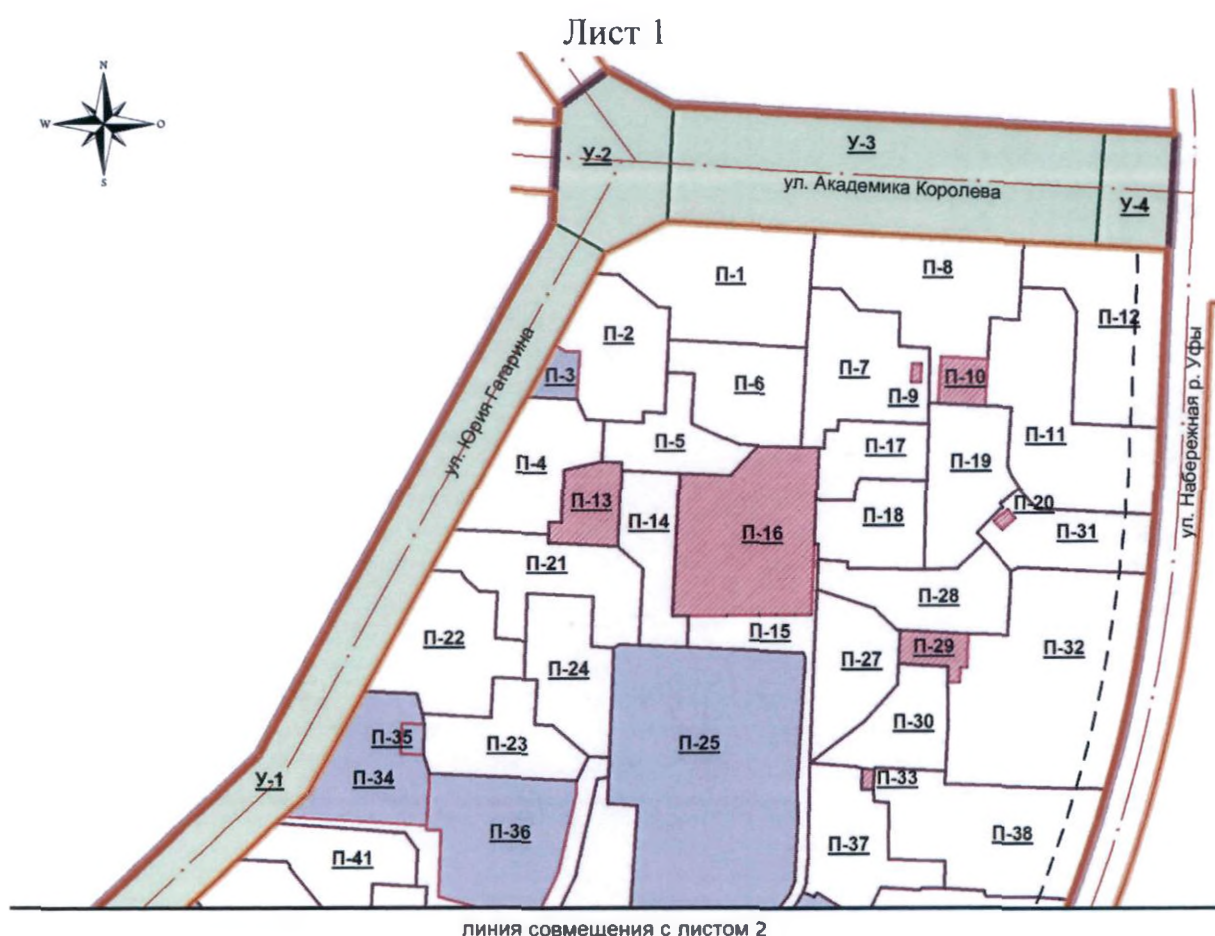 Лист 1
N
W
O
S
У-2
У-3
ул. Академика Королева
У-4
П-1
П-8
П-2
П-12
ул. Юрия Гагарина
ул. Набережная р. Уфы
П-3
П-6
П-7
П-10
П-9
П-5
П-17
П-11
П-4
П-19
П-13
П-14
П-18
П-20
П-16
П-31
П-21
П-28
П-15
П-22
П-24
П-27
П-29
П-32
П-35
П-23
П-25
П-30
У-1
П-34
П-33
П-36
П-37
П-38
П-41
линия совмещения с листом 2